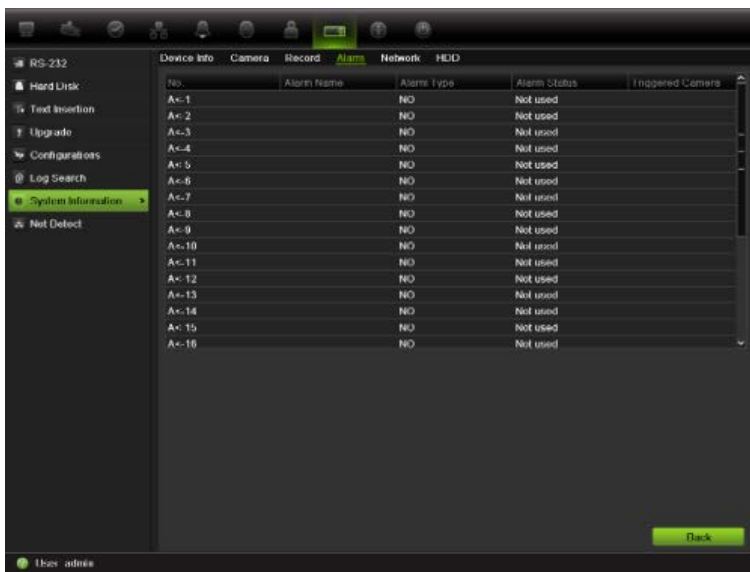 Device Info Camera Record Alarm Network HDD
RS-232
Hard Disk
Text Insertion
Upgrade
Configurations
Log Search
System Information
Net Detect
No. Alarm Name Alarm Type Alarm Status Triggered Camera
A<-1 NO Not used
A<-2 NO Not used
A<-3 NO Not used
A<-4 NO Not used
A<-5 NO Not used
A<-6 NO Not used
A<-7 NO Not used
A<-8 NO Not used
A<-9 NO Not used
A<-10 NO Not used
A<-11 NO Not used
A<-12 NO Not used
A<-13 NO Not used
A<-14 NO Not used
A<-15 NO Not used
A<-16 NO Not used
Back
User admin